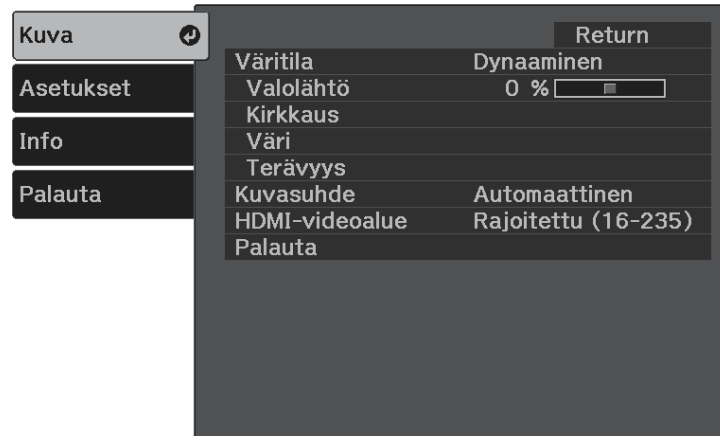 Kuva
Asetukset
Info
Palauta
Return
Väritila Dynaaminen
Valolähtö 0 %
Kirkkaus
Väri
Terävyys
Kuvasuhde Automaattinen
HDMI-videoalue Rajoitettu (16-235)
Palauta